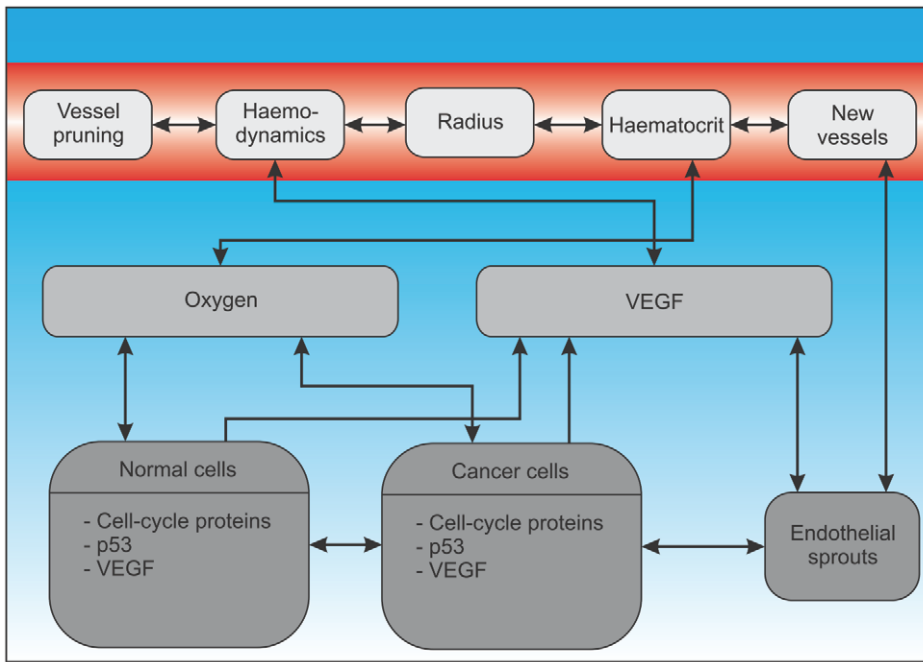 Vessel
pruning
Haemo-
dynamics
Radius
Haematocrit
New
vessels
Oxygen
VEGF
Normal cells
- Cell-cycle proteins
- p53
- VEGF
Cancer cells
- Cell-cycle proteins
- p53
- VEGF
Endothelial
sprouts